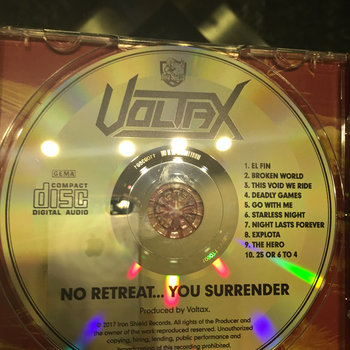 VOLTAX
GEMA
COMPACT
disc
DIGITAL AUDIO
1. EL FIN
2. BROKEN WORLD
3. THIS VOID WE RIDE
4. DEADLY GAMES
5. GO WITH ME
6. STARLESS NIGHT
7. NIGHT LASTS FOREVER
8. EXPLOTA
9. THE HERO
10. 25 OR 6 TO 4
NO RETREAT... YOU SURRENDER
Produced by Voltax.
© 2017 Iron Shield Records. All rights of the Producer and
the owner of the work reproduced reserved. Unauthorized
copying, hiring, lending, public performance and
broadcasting of this recording prohibited.